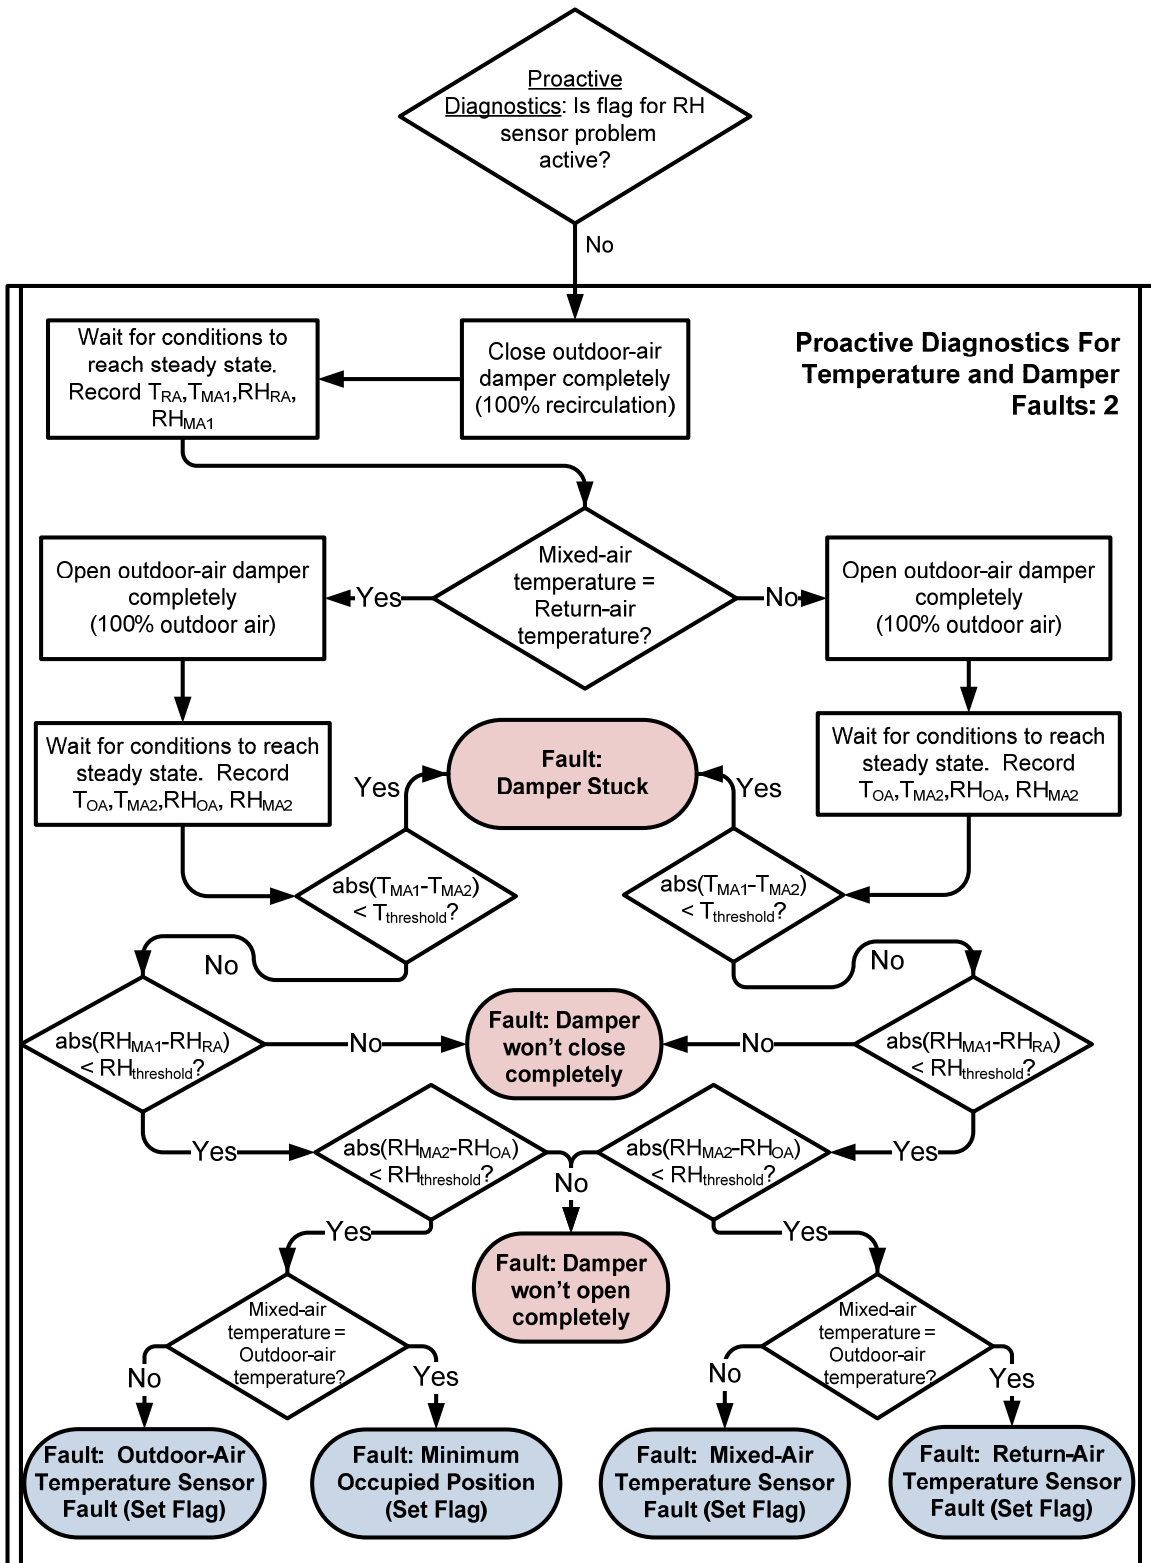 Proactive
Diagnostics: Is flag for RH
sensor problem
active?
No
Proactive Diagnostics For
Temperature and Damper
Faults: 2
Close outdoor-air
damper completely
(100% recirculation)
Wait for conditions to
reach steady state.
Record TRA,TMA1,RHRA,
RHMA1
Mixed-air
temperature =
Return-air
temperature?
Yes
No
Open outdoor-air damper
completely
(100% outdoor air)
Open outdoor-air damper
completely
(100% outdoor air)
Wait for conditions to reach
steady state. Record
TOA,TMA2,RHOA, RHMA2
Wait for conditions to reach
steady state. Record
TOA,TMA2,RHOA, RHMA2
Fault:
Damper Stuck
Yes
Yes
abs(TMA1-TMA2)
< Tthreshold?
abs(TMA1-TMA2)
< Tthreshold?
No
No
abs(RHMA1-RHRA)
< RHthreshold?
No
Fault: Damper
won't close
completely
No
abs(RHMA1-RHRA)
< RHthreshold?
Yes
abs(RHMA2-RHOA)
< RHthreshold?
abs(RHMA2-RHOA)
< RHthreshold?
Yes
No
Yes
Yes
Fault: Damper
won't open
completely
Mixed-air
temperature =
Outdoor-air
temperature?
Mixed-air
temperature =
Outdoor-air
temperature?
No
Yes
No
Yes
Fault: Outdoor-Air
Temperature Sensor
Fault (Set Flag)
Fault: Minimum
Occupied Position
(Set Flag)
Fault: Mixed-Air
Temperature Sensor
Fault (Set Flag)
Fault: Return-Air
Temperature Sensor
Fault (Set Flag)